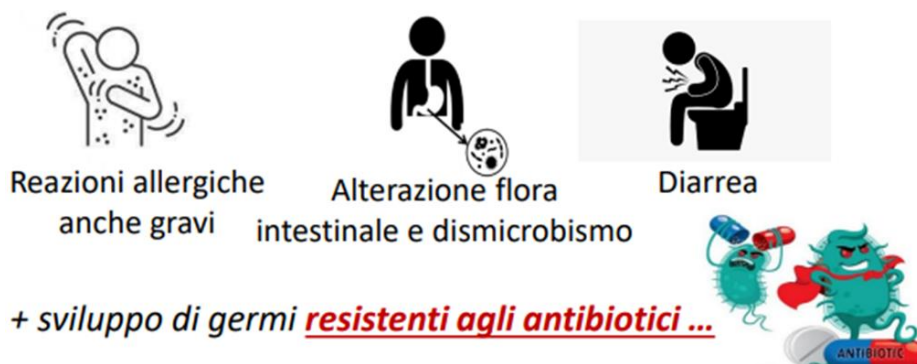 Reazioni allergiche
anche gravi
Alterazione flora
intestinale e dismicrobismo
Diarrea
+ sviluppo di germi resistenti agli antibiotici ...
ANTIBIOTIC